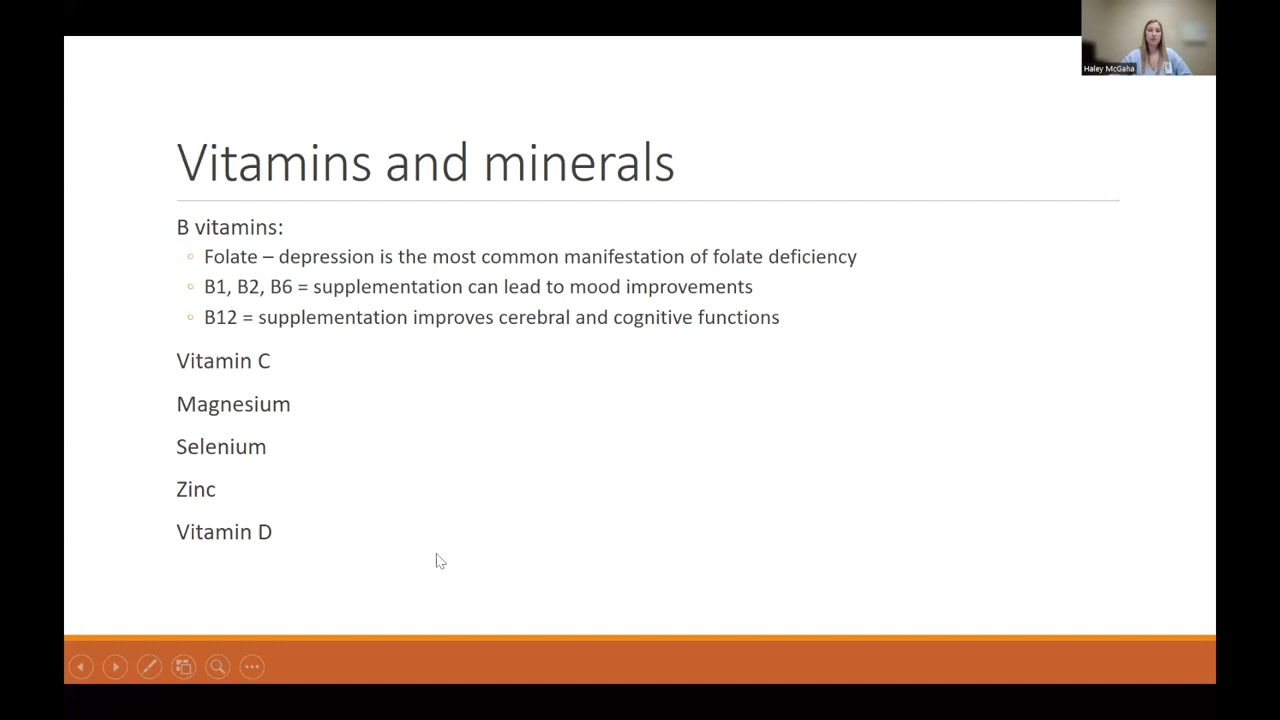 Haley McGaha
Vitamins and minerals
B vitamins:
Folate – depression is the most common manifestation of folate deficiency
B1, B2, B6 = supplementation can lead to mood improvements
B12 = supplementation improves cerebral and cognitive functions
Vitamin C
Magnesium
Selenium
Zinc
Vitamin D